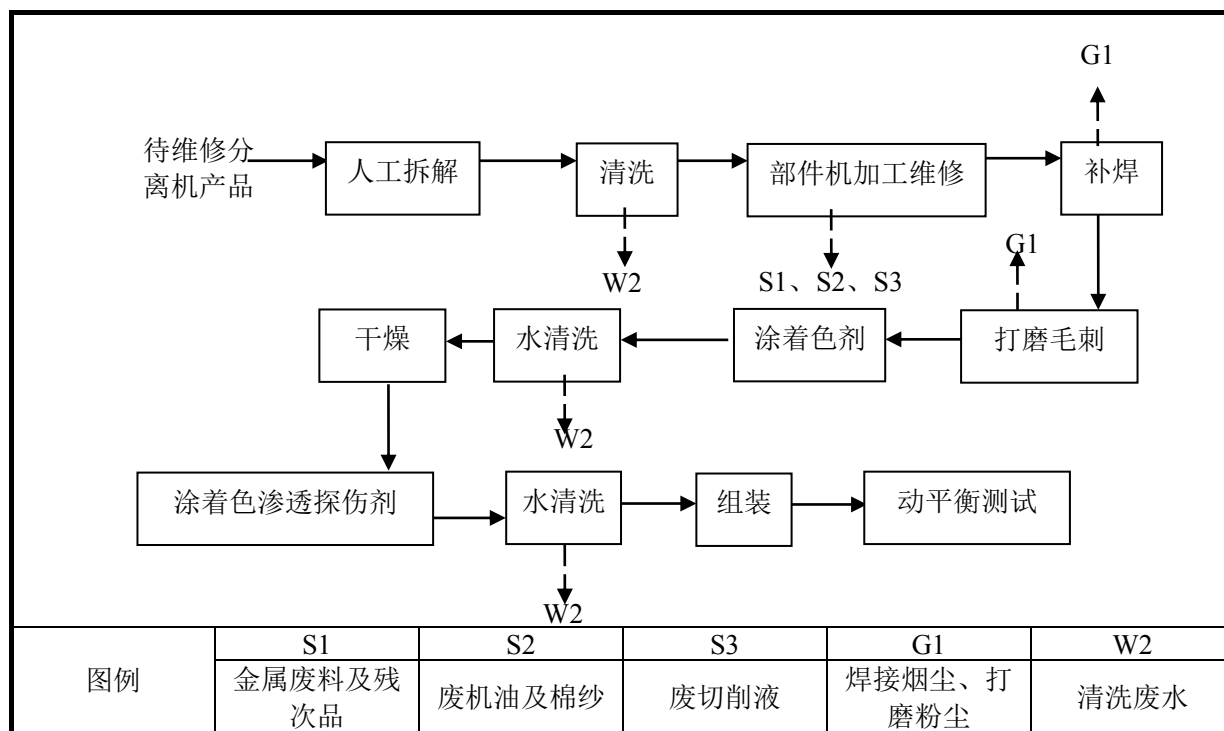 G1
待维修分
离机产品
人工拆解
清洗
部件机加工维修
补焊
W2
S1、S2、S3
G1
干燥
水清洗
涂着色剂
打磨毛刺
W2
涂着色渗透探伤剂
水清洗
组装
动平衡测试
W2
图例
S1
S2
S3
G1
W2
金属废料及残
次品
废机油及棉纱
废切削液
焊接烟尘、打
磨粉尘
清洗废水